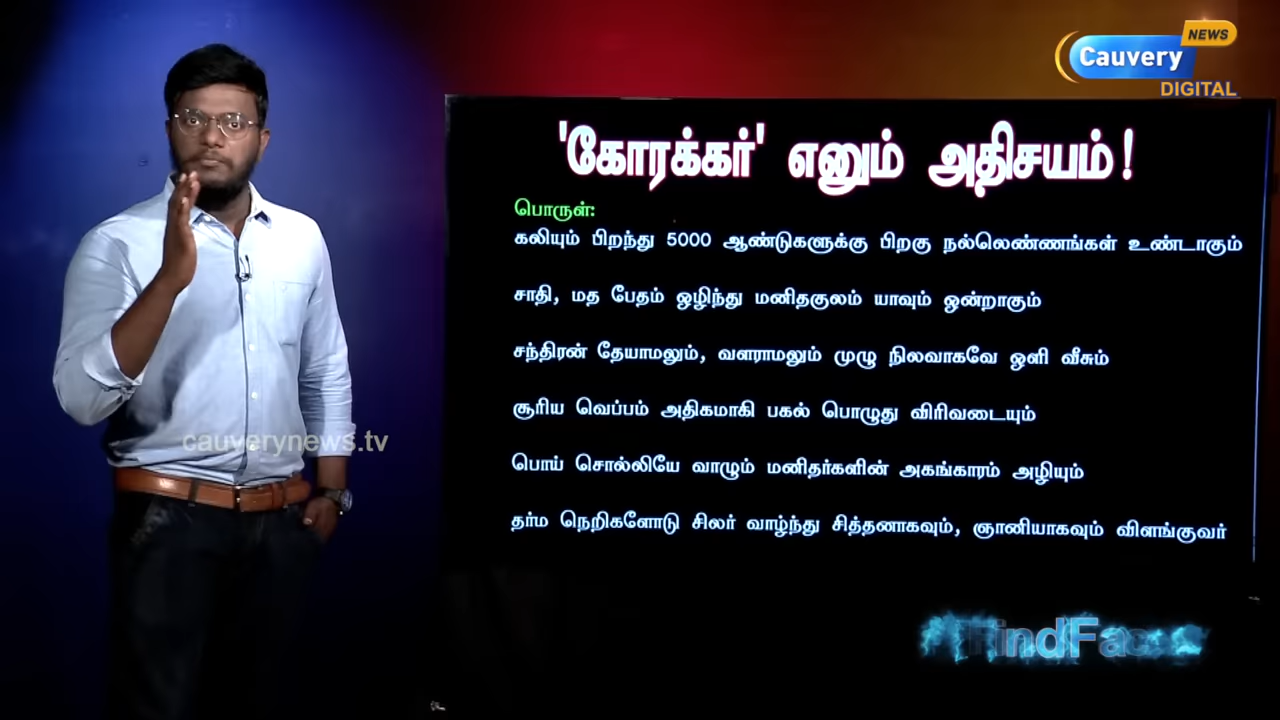 NEWS
Cauvery
DIGITAL
'கோரக்கர்' எனும் அதிசயம்!
பொருள்:
கலியும் பிறந்து 5000 ஆண்டுகளுக்கு பிறகு நல்லெண்ணங்கள் உண்டாகும்
சாதி, மத பேதம் ஒழிந்து மனிதகுலம் யாவும் ஒன்றாகும்
சந்திரன் தேயாமலும், வளராமலும் முழு நிலவாகவே ஒளி வீசும்
சூரிய வெப்பம் அதிகமாகி பகல் பொழுது விரிவடையும்
cauverynews.tv
பொய் சொல்லியே வாழும் மனிதர்களின் அகங்காரம் அழியும்
தர்ம நெறிகளோடு சிலர் வாழ்ந்து சித்தனாகவும், ஞானியாகவும் விளங்குவர்